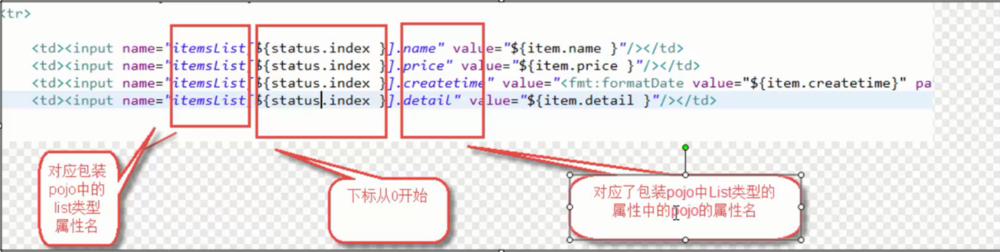 <tr>
<td><input name="itemsList[${status.index }].name" value="${item.name }"/></td>
<td><input name="itemsList[${status.index }].price" value="${item.price }"/></td>
<td><input name="itemsList[${status.index }].createtime" value="<fmt:formatDate value="${item.createtime}" pa
<td><input name="itemsList[${status.index }].detail" value="${item.detail }"/></td>
对应包装
pojo中的
list类型
属性名
下标从0开始
对应了包装pojo中List类型的
属性中的pojo的属性名